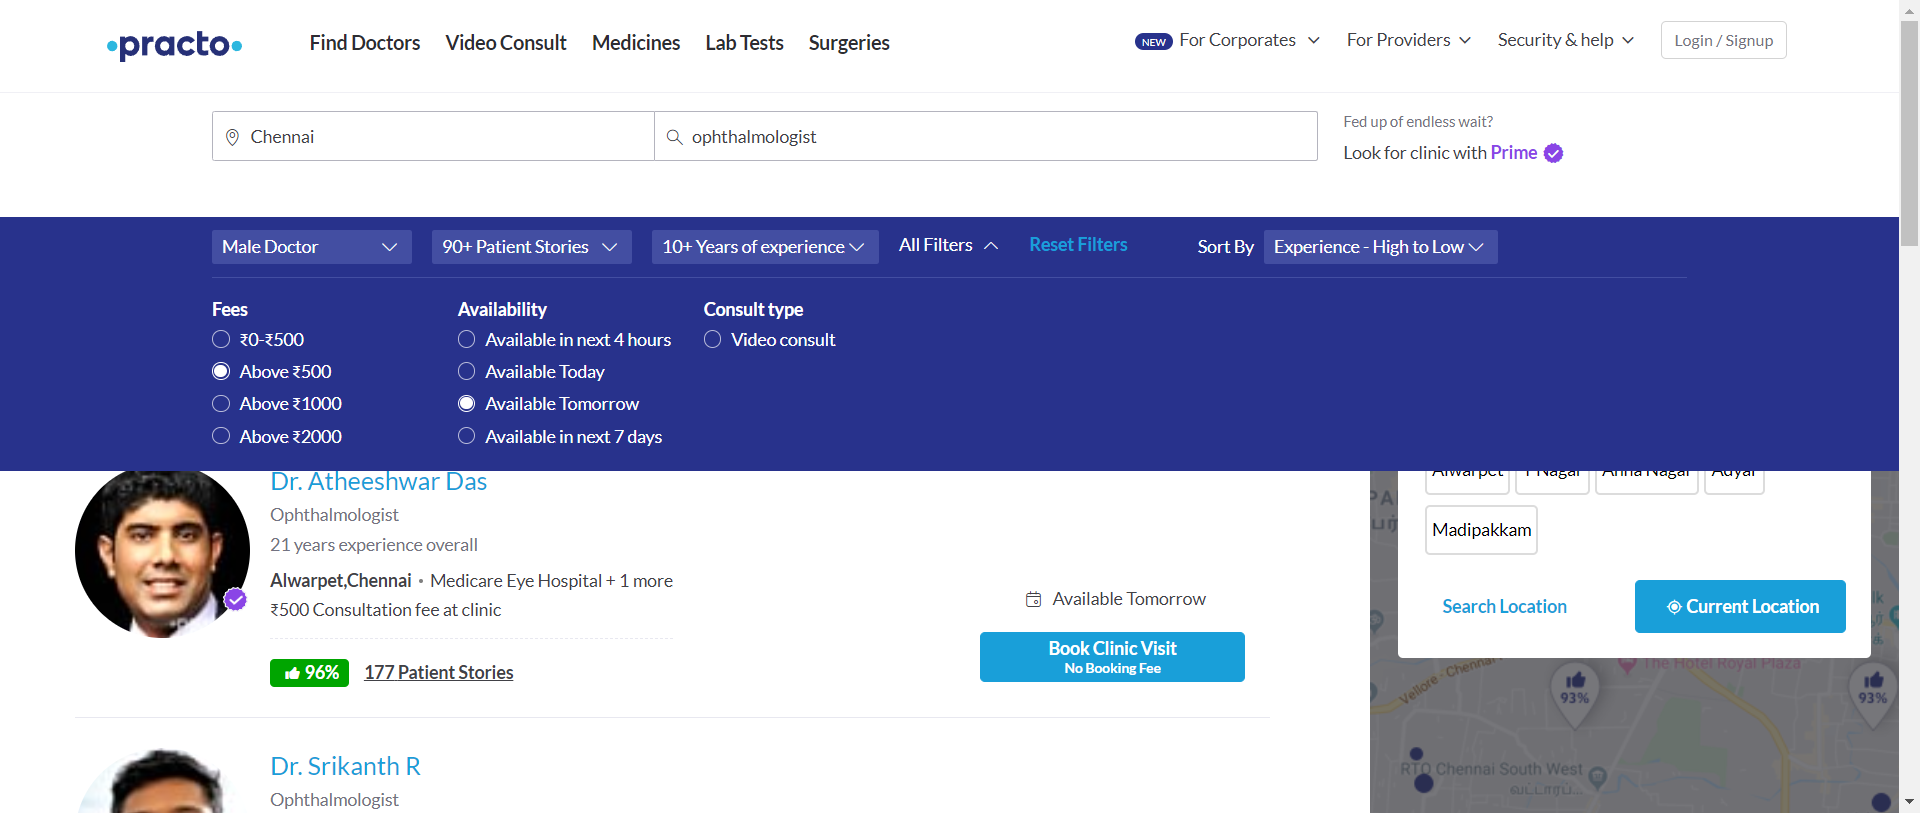 practo
Find Doctors
Video Consult
Medicines
Lab Tests
Surgeries
NEW For Corporates
For Providers
Security & help
Login / Signup
Chennai
ophthalmologist
Fed up of endless wait?
Look for clinic with Prime
Male Doctor
90+ Patient Stories
10+ Years of experience
All Filters
Reset Filters
Sort By
Experience - High to Low
Fees
₹0-₹500
Above ₹500
Above ₹1000
Above ₹2000
Availability
Available in next 4 hours
Available Today
Available Tomorrow
Available in next 7 days
Consult type
Video consult
Dr. Atheeshwar Das
Ophthalmologist
21 years experience overall
Alwarpet,Chennai • Medicare Eye Hospital + 1 more
₹500 Consultation fee at clinic
96%
177 Patient Stories
Available Tomorrow
Book Clinic Visit
No Booking Fee
Dr. Srikanth R
Ophthalmologist
Alwarpet
T Nagar
Anna Nagar
Adyar
Madipakkam
Search Location
Current Location
The Hotel Royal Plaza
Vellore - Chennai
93%
93%
RTO Chennai South West